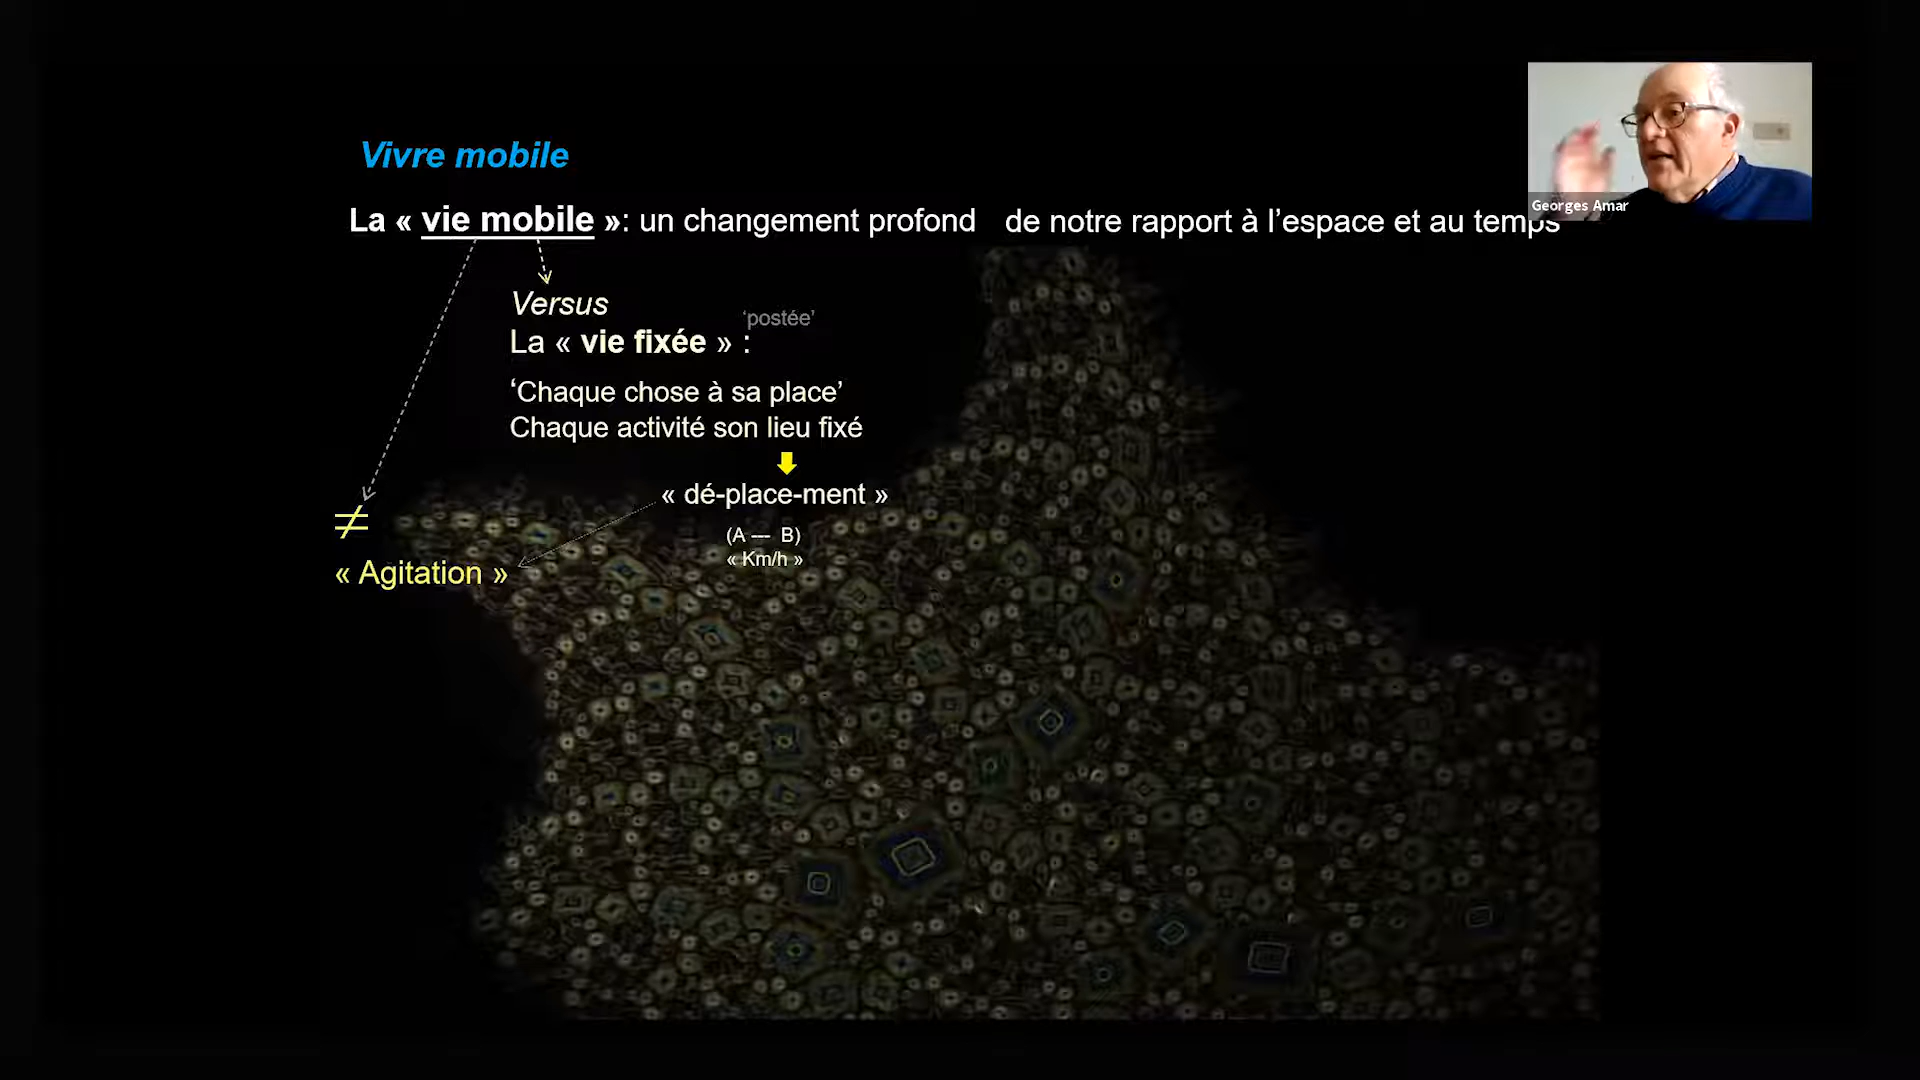 Vivre mobile
La « vie mobile »: un changement profond de notre rapport à l’espace et au temps
Georges Amar
Versus
‘postée’
La « vie fixée » :
‘Chaque chose à sa place’
Chaque activité son lieu fixé
« dé-place-ment »
(A --- B)
« Km/h »
≠
« Agitation »